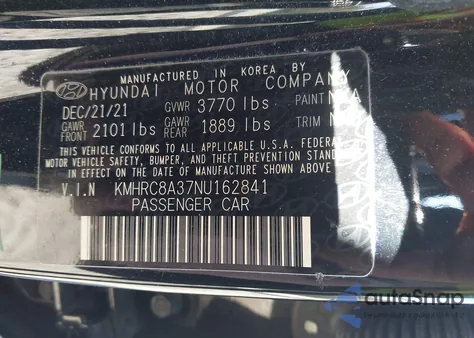 MANUFACTURED IN KOREA BY
HYUNDAI MOTOR COMPANY
DEC/21/21 GVWR 3770 lbs PAINT
GAWR FRONT 2101 lbs GAWR REAR 1889 lbs TRIM
THIS VEHICLE CONFORMS TO ALL APPLICABLE U.S.A. FEDERAL
MOTOR VEHICLE SAFETY, BUMPER, AND THEFT PREVENTION STANDARDS
IN EFFECT ON THE DATE OF MANUFACTURE SHOWN ABOVE
V.I.N KMHRC8A37NU162841
PASSENGER CAR
autoSnap